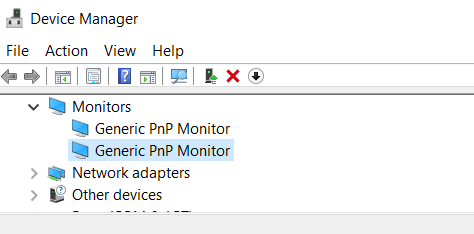 Device Manager
File Action View Help
Monitors
Generic PnP Monitor
Generic PnP Monitor
Network adapters
Other devices